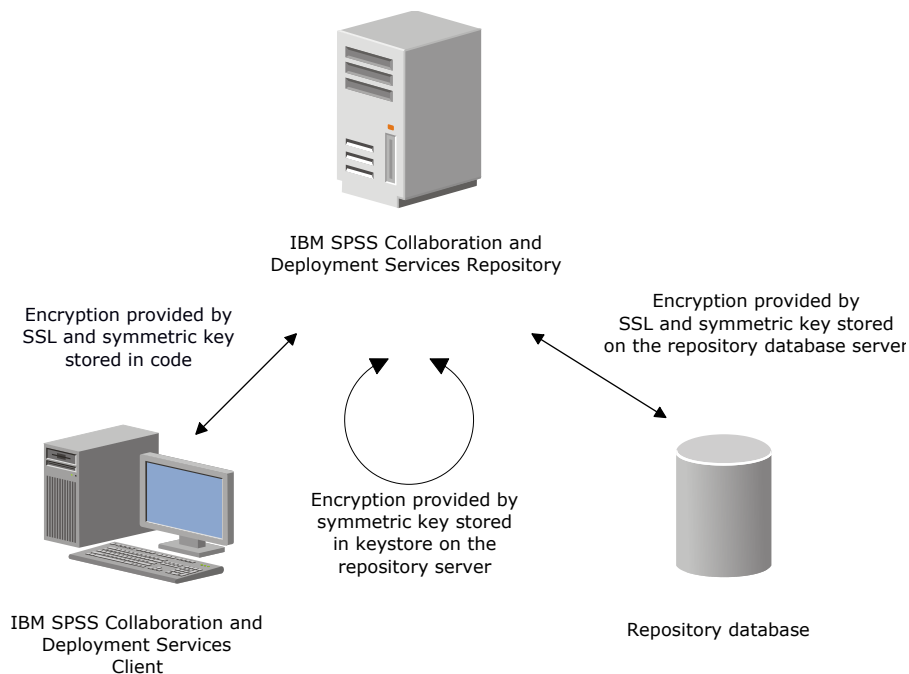 IBM SPSS Collaboration and
Deployment Services Repository
Encryption provided by
SSL and symmetric key
stored in code
Encryption provided by
SSL and symmetric key stored
on the repository database server
Encryption provided by
symmetric key stored
in keystore on the
repository server
IBM SPSS Collaboration and
Deployment Services
Client
Repository database